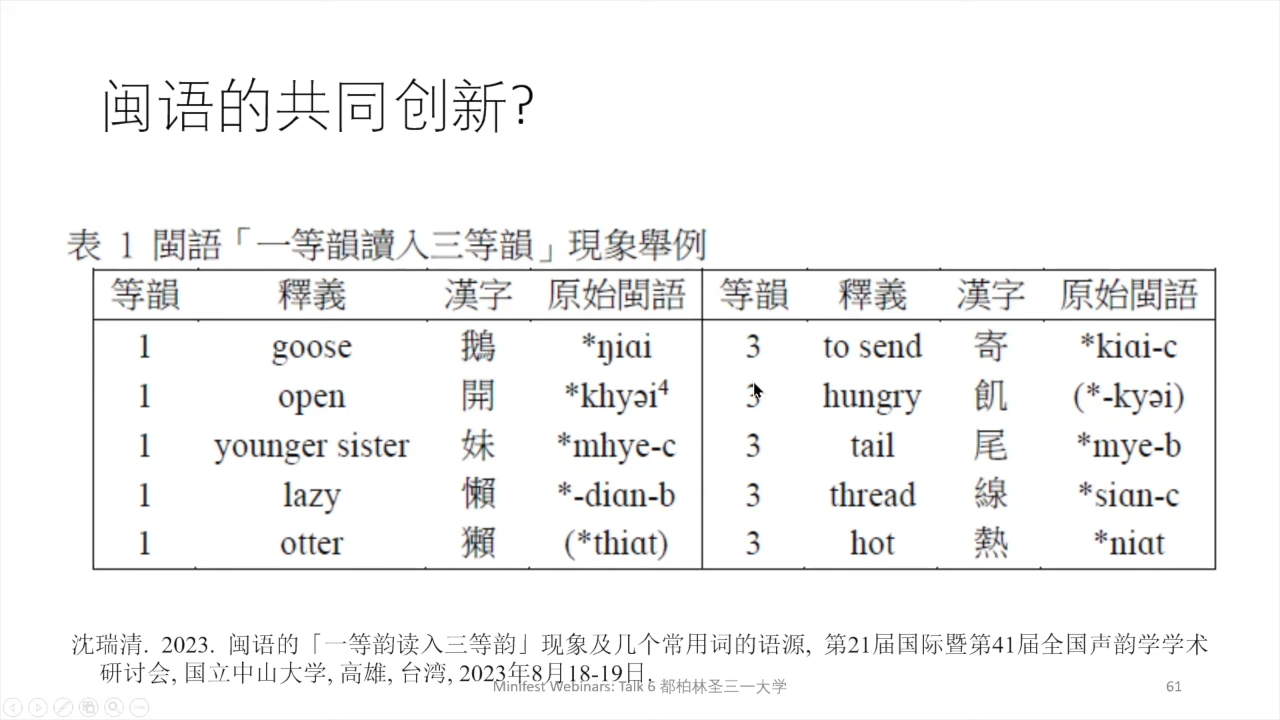 闽语的共同创新?
表 1 閩語「一等韻讀入三等韻」現象舉例
等韻 釋義 漢字 原始閩語 等韻 釋義 漢字 原始閩語
1 goose 鵝 *ŋiɑi 3 to send 寄 *kiɑi-c
1 open 開 *khyəi⁴ 3 hungry 飢 (*-kyəi)
1 younger sister 妹 *mhye-c 3 tail 尾 *mye-b
1 lazy 懶 *-diɑn-b 3 thread 線 *siɑn-c
1 otter 獺 (*thiɑt) 3 hot 熱 *niɑt
沈瑞清. 2023. 闽语的「一等韵读入三等韵」现象及几个常用词的语源, 第21届国际暨第41届全国声韵学学术
研讨会, 国立中山大学, 高雄, 台湾, 2023年8月18-19日.
Minifest Webinars: Talk 6 都柏林圣三一大学
61